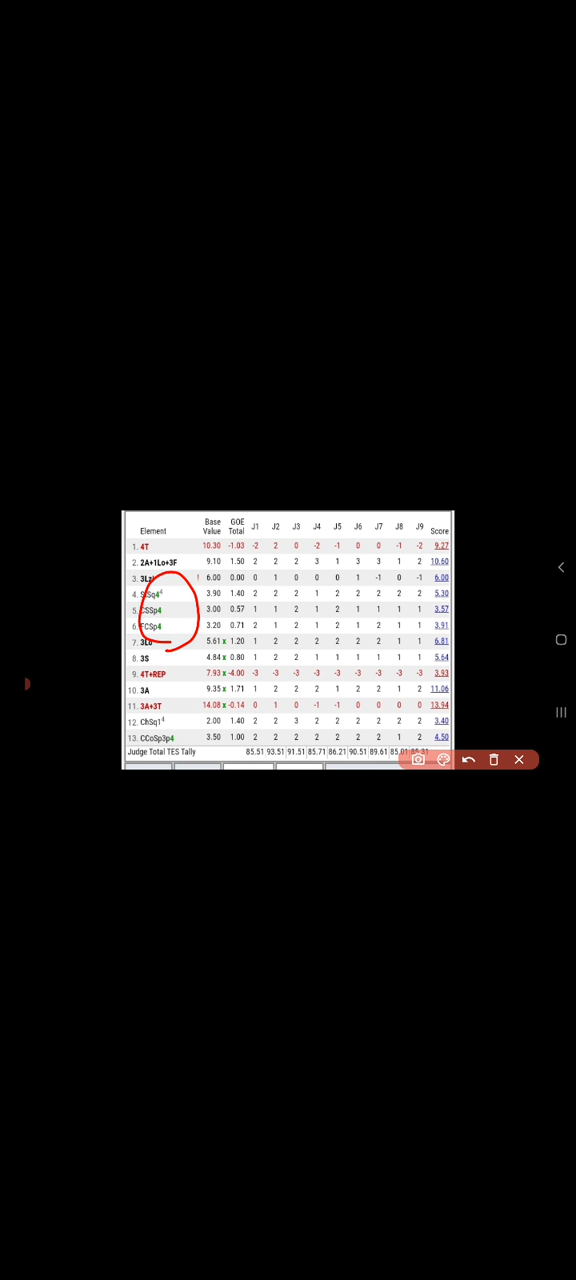 Element Base Value GOE Total J1 J2 J3 J4 J5 J6 J7 J8 J9 Score
1. 4T 10.30 -1.03 -2 2 0 -2 -1 0 0 -1 -2 9.27
2. 2A+1Lo+3F 9.10 1.50 2 2 2 3 1 3 3 1 2 10.60
3. 3Lz ! 6.00 0.00 0 1 0 0 0 1 -1 0 -1 6.00
4. StSq4⁴ 3.90 1.40 2 2 2 1 2 2 2 2 2 5.30
5. CSSp4 3.00 0.57 1 1 2 1 2 1 1 1 1 3.57
6. FCSp4 3.20 0.71 2 1 2 1 2 1 2 1 1 3.91
7. 3Lo 5.61 x 1.20 1 2 2 2 2 2 2 1 1 6.81
8. 3S 4.84 x 0.80 1 2 2 1 1 1 1 1 1 5.64
9. 4T+REP 7.93 x -4.00 -3 -3 -3 -3 -3 -3 -3 -3 -3 3.93
10. 3A 9.35 x 1.71 1 2 2 2 1 2 2 1 2 11.06
11. 3A+3T 14.08 x -0.14 0 1 0 -1 -1 0 0 0 0 13.94
12. ChSq1⁴ 2.00 1.40 2 2 3 2 2 2 2 2 2 3.40
13. CCoSp3p4 3.50 1.00 2 2 2 2 2 2 2 1 2 4.50
Judge Total TES Tally 85.51 93.51 91.51 85.71 86.21 90.51 89.61 85.01 85.31